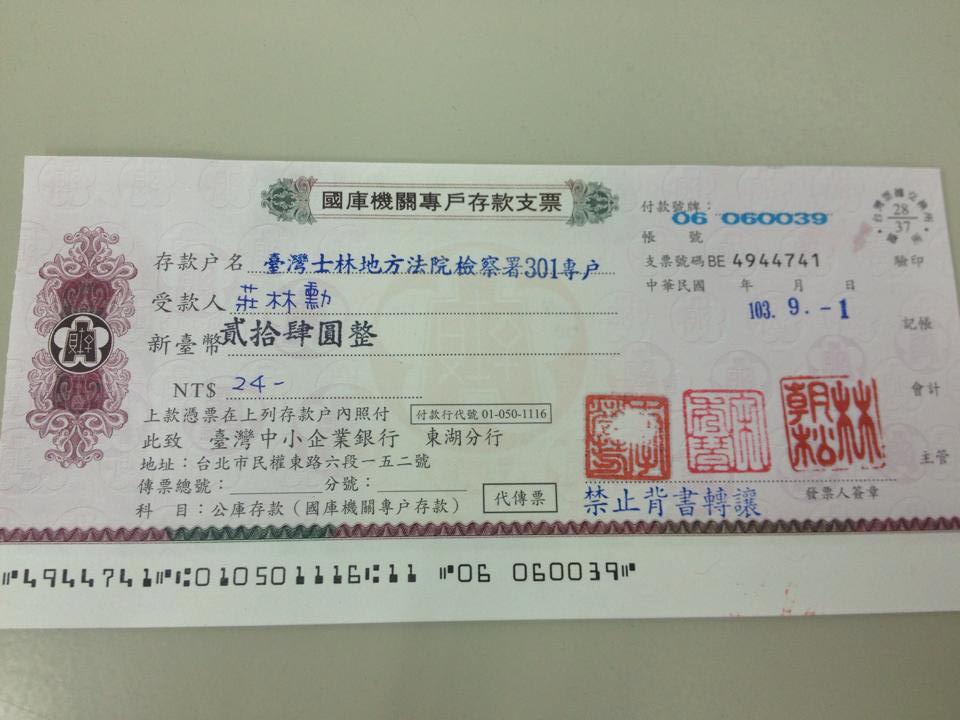 國庫機關專戶存款支票
付款號牌：
06 060039
帳 號
28
37
驗印
存款户名 臺灣士林地方法院檢察署301專户
支票號碼 BE 4944741
受款人 莊林勳
中華民國 年 月 日
103. 9. -1
新臺幣 貳拾肆圓整
記帳
NT$ 24-
會計
上款憑票在上列存款户內照付 付款行代號 01-050-1116
此致 臺灣中小企業銀行 東湖分行
林朝松
主管
地址：台北市民權東路六段一五二號
傳票總號： 分號：
代傳票
科 目：公庫存款（國庫機關專户存款）
禁止背書轉讓
發票人簽章
⑈4944741⑈⑆010501116⑆11 ⑈06 060039⑈